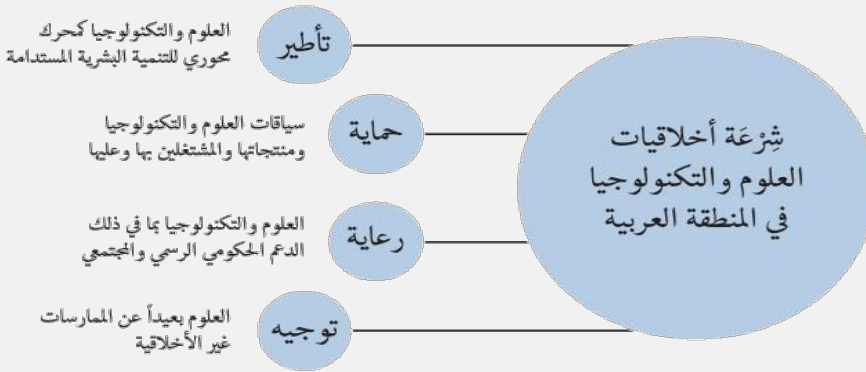 شِرْعَة أخلاقيات
العلوم والتكنولوجيا
في المنطقة العربية
تأطير
العلوم والتكنولوجيا كمحرك
محوري للتنمية البشرية المستدامة
حماية
سياقات العلوم والتكنولوجيا
ومنتجاتها والمشتغلين بها وعليها
رعاية
العلوم والتكنولوجيا بما في ذلك
الدعم الحكومي الرسمي والمجتمعي
توجيه
العلوم بعيداً عن الممارسات
غير الأخلاقية